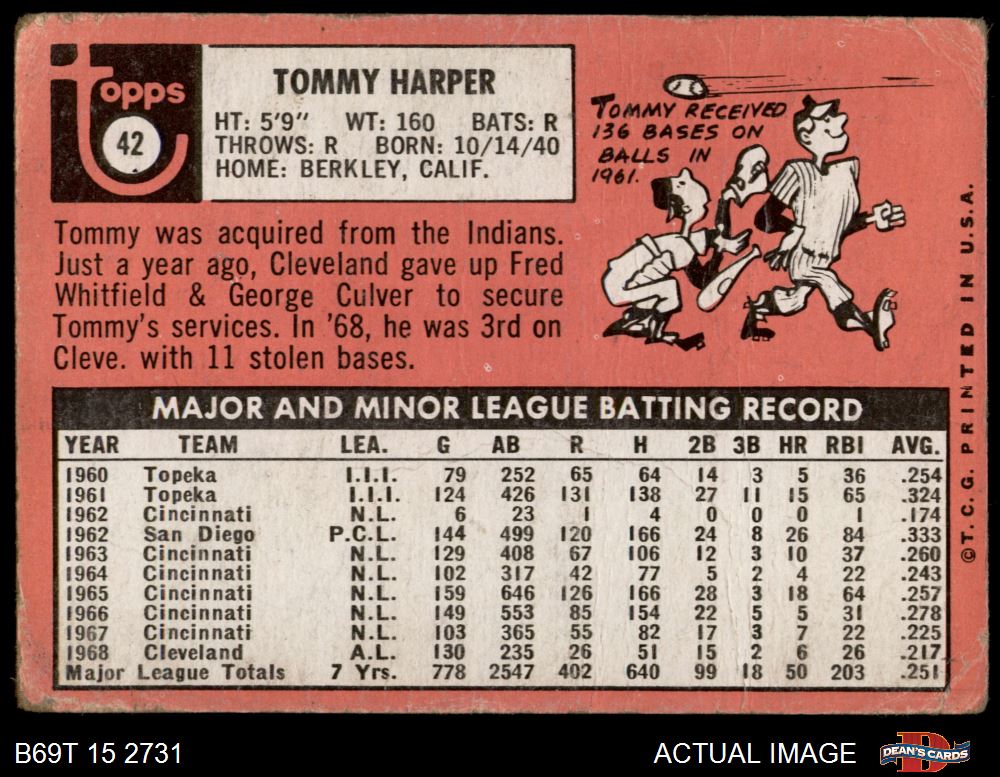 Topps
42
TOMMY HARPER
HT: 5'9" WT: 160 BATS: R
THROWS: R BORN: 10/14/40
HOME: BERKLEY, CALIF.
TOMMY RECEIVED
136 BASES ON
BALLS IN
1961.
Tommy was acquired from the Indians.
Just a year ago, Cleveland gave up Fred
Whitfield & George Culver to secure
Tommy's services. In '68, he was 3rd on
Cleve. with 11 stolen bases.
MAJOR AND MINOR LEAGUE BATTING RECORD
YEAR TEAM LEA. G AB R H 2B 3B HR RBI AVG.
1960 Topeka I.I.I. 79 252 65 64 14 3 5 36 .254
1961 Topeka I.I.I. 124 426 131 138 27 11 15 65 .324
1962 Cincinnati N.L. 6 23 1 4 0 0 0 1 .174
1962 San Diego P.C.L. 144 499 120 166 24 8 26 84 .333
1963 Cincinnati N.L. 129 408 67 106 12 3 10 37 .260
1964 Cincinnati N.L. 102 317 42 77 5 2 4 22 .243
1965 Cincinnati N.L. 159 646 126 166 28 3 18 64 .257
1966 Cincinnati N.L. 149 553 85 154 22 5 5 31 .278
1967 Cincinnati N.L. 103 365 55 82 17 3 7 22 .225
1968 Cleveland A.L. 130 235 26 51 15 2 6 26 .217
Major League Totals 7 Yrs. 778 2547 402 640 99 18 50 203 .251
©T. C. G. PRINTED IN U.S.A.
B69T 15 2731
ACTUAL IMAGE
DEAN'S CARDS